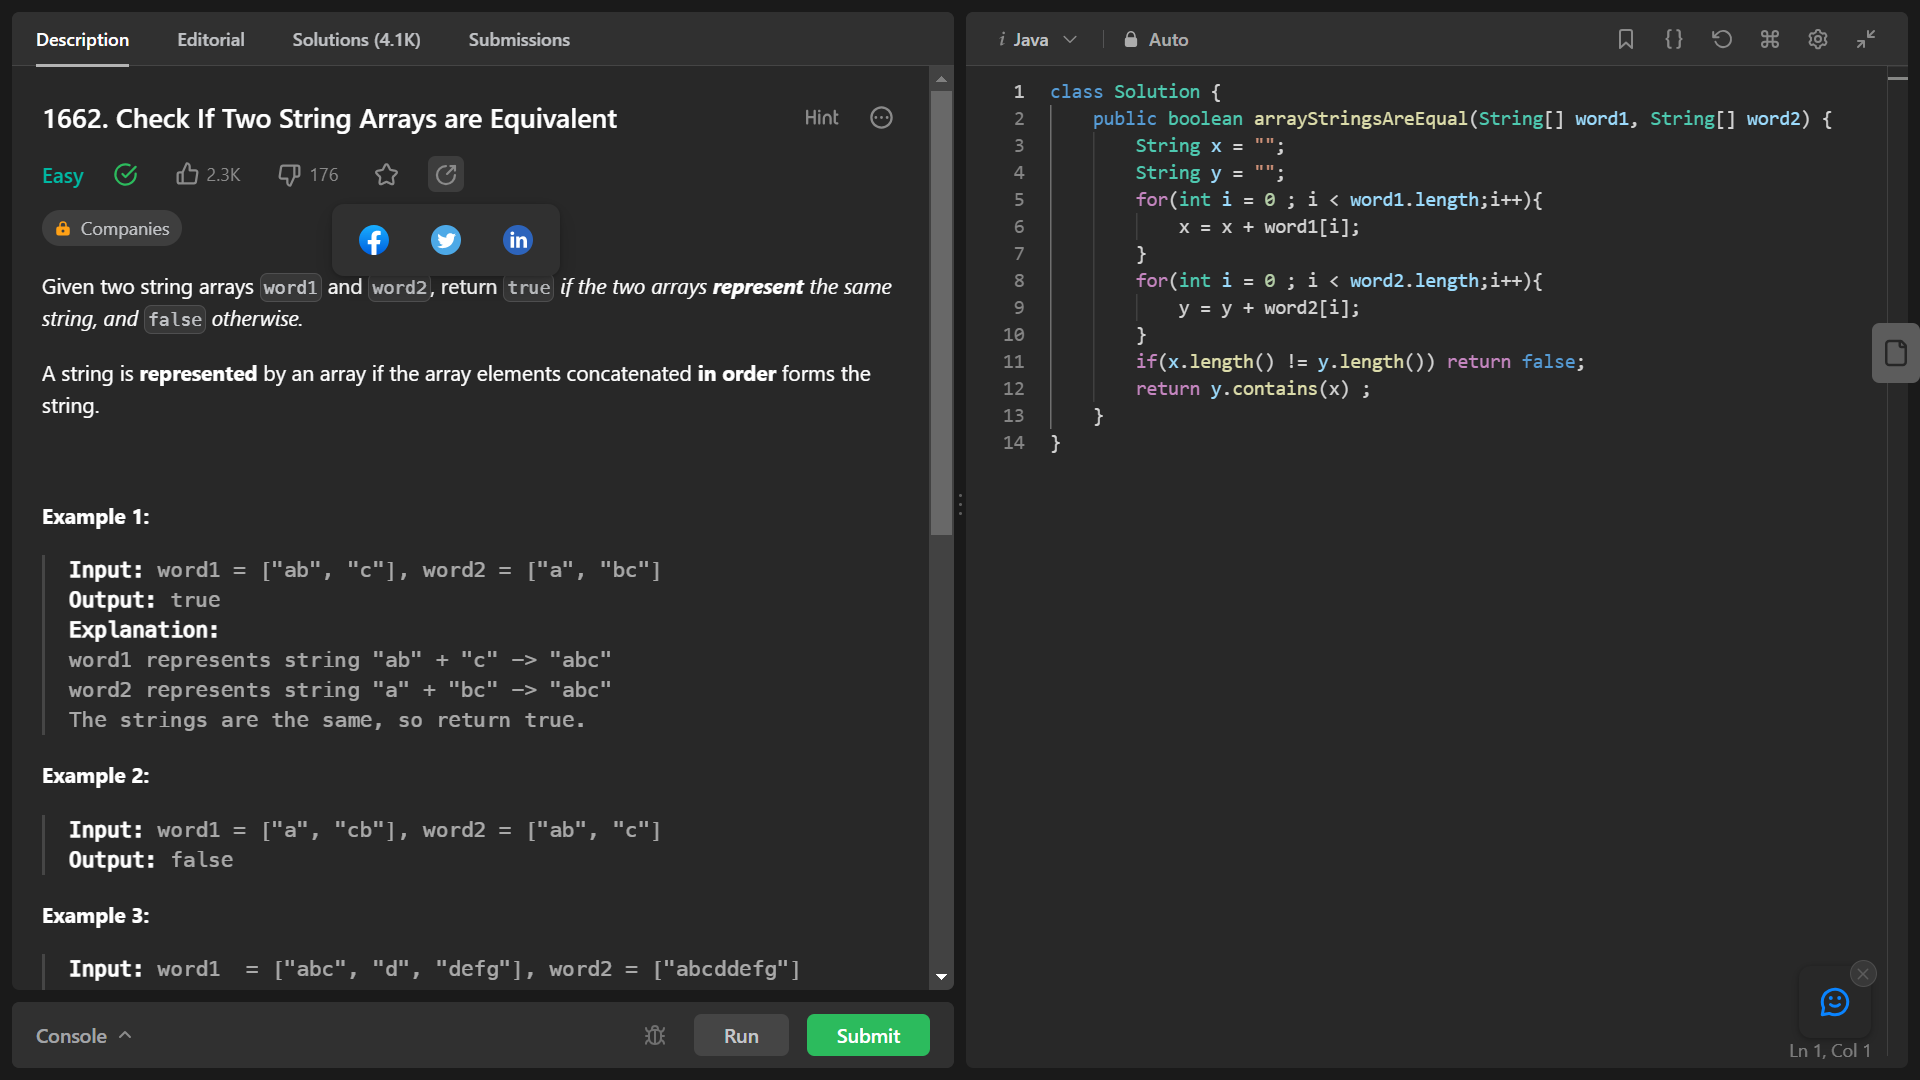 Description Editorial Solutions (4.1K) Submissions
1662. Check If Two String Arrays are Equivalent
Hint
Easy 2.3K 176
Companies
Given two string arrays word1 and word2, return true if the two arrays represent the same
string, and false otherwise.
A string is represented by an array if the array elements concatenated in order forms the
string.
Example 1:
Input: word1 = ["ab", "c"], word2 = ["a", "bc"]
Output: true
Explanation:
word1 represents string "ab" + "c" -> "abc"
word2 represents string "a" + "bc" -> "abc"
The strings are the same, so return true.
Example 2:
Input: word1 = ["a", "cb"], word2 = ["ab", "c"]
Output: false
Example 3:
Input: word1  = ["abc", "d", "defg"], word2 = ["abcddefg"]
Console Run Submit
i Java Auto
1 class Solution {
2 public boolean arrayStringsAreEqual(String[] word1, String[] word2) {
3 String x = "";
4 String y = "";
5 for(int i = 0 ; i < word1.length;i++){
6 x = x + word1[i];
7 }
8 for(int i = 0 ; i < word2.length;i++){
9 y = y + word2[i];
10 }
11 if(x.length() != y.length()) return false;
12 return y.contains(x) ;
13 }
14 }
Ln 1, Col 1